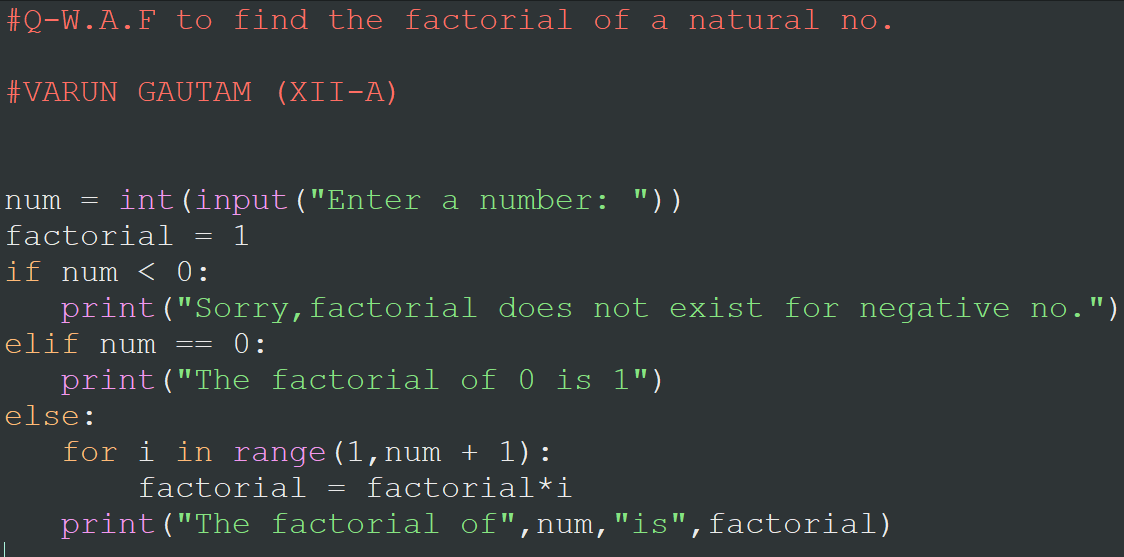 #Q-W.A.F to find the factorial of a natural no.
#VARUN GAUTAM (XII-A)
num = int(input("Enter a number: "))
factorial = 1
if num < 0:
   print("Sorry,factorial does not exist for negative no.")
elif num == 0:
   print("The factorial of 0 is 1")
else:
   for i in range(1,num + 1):
       factorial = factorial*i
   print("The factorial of",num,"is",factorial)